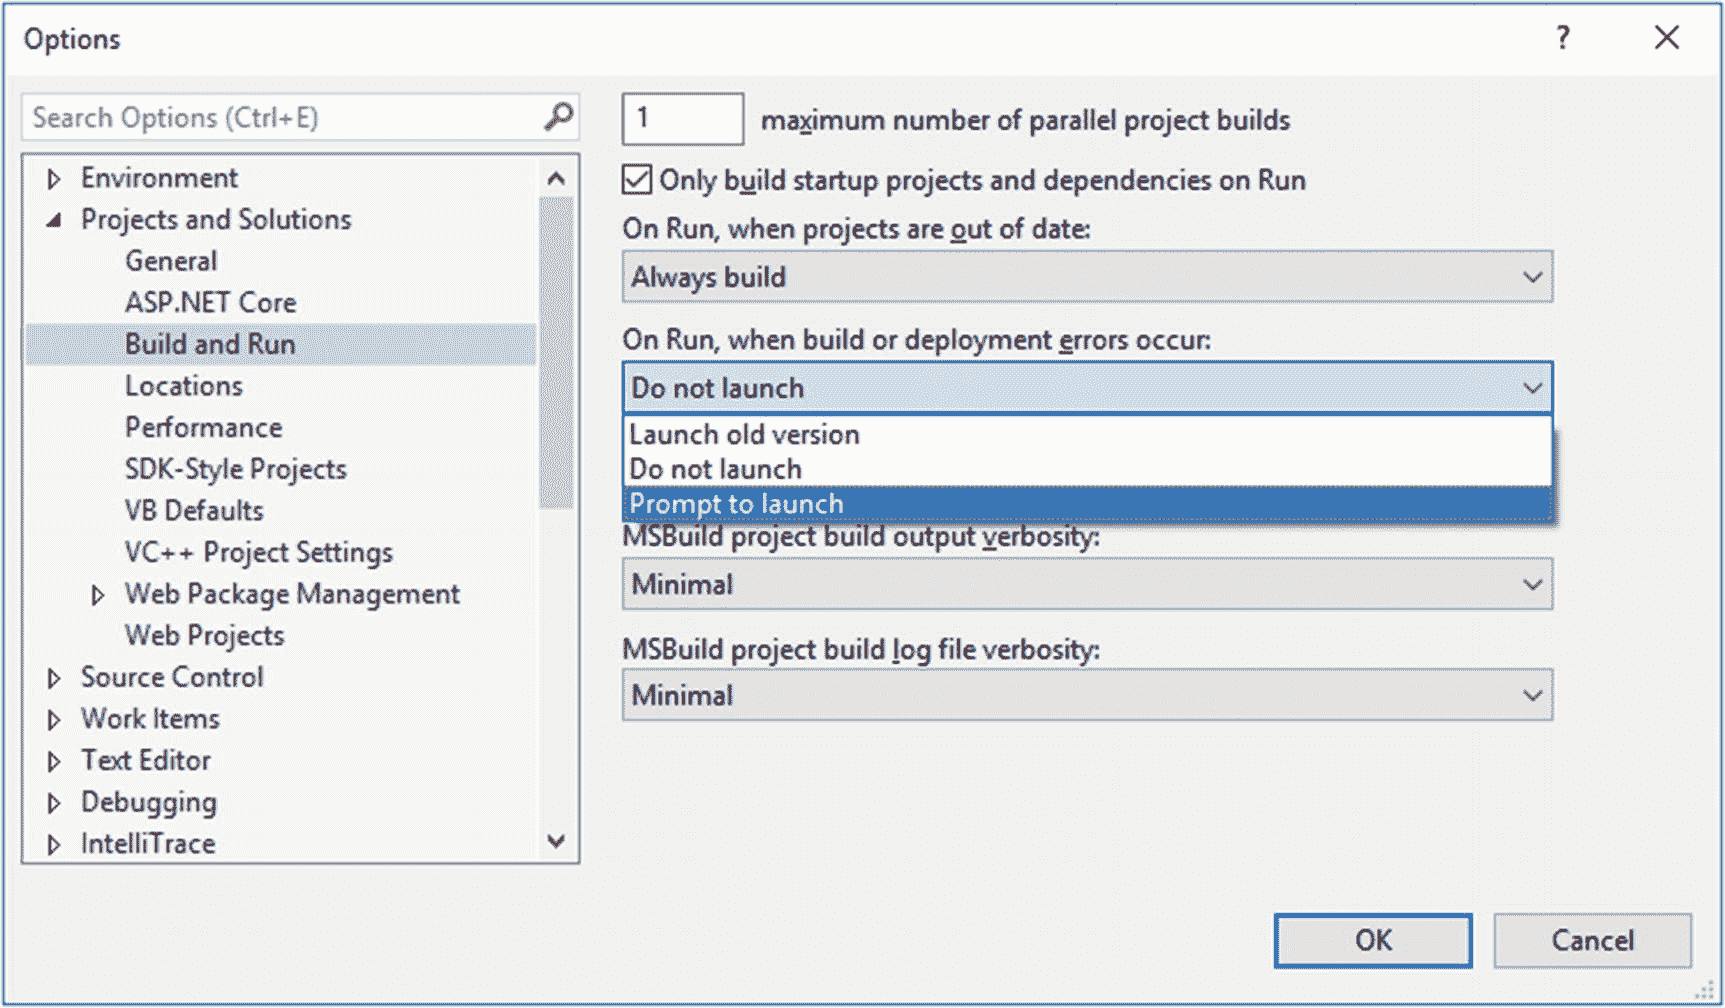 Options
?
Search Options (Ctrl+E)
Environment
Projects and Solutions
General
ASP.NET Core
Build and Run
Locations
Performance
SDK-Style Projects
VB Defaults
VC++ Project Settings
Web Package Management
Web Projects
Source Control
Work Items
Text Editor
Debugging
IntelliTrace
1 maximum number of parallel project builds
Only build startup projects and dependencies on Run
On Run, when projects are out of date:
Always build
On Run, when build or deployment errors occur:
Do not launch
Launch old version
Do not launch
Prompt to launch
MSBuild project build output verbosity:
Minimal
MSBuild project build log file verbosity:
Minimal
OK
Cancel